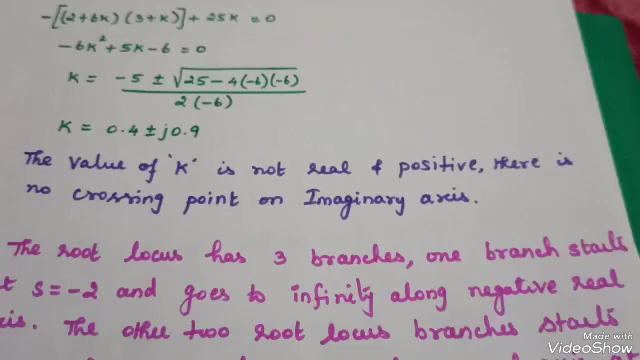 -[(2+6K) (3+K)] + 25K = 0
-6K² + 5K - 6 = 0
K = -5 ± √25 - 4(-6)(-6) / 2(-6)
K = 0.4 ± j0.9
The value of 'K' is not real & positive, there is
no crossing point on Imaginary axis.
The root locus has 3 branches, one branch starts
at s = -2 and goes to infinity along negative real
axis. The other two root locus branches starts
Made with
VideoShow